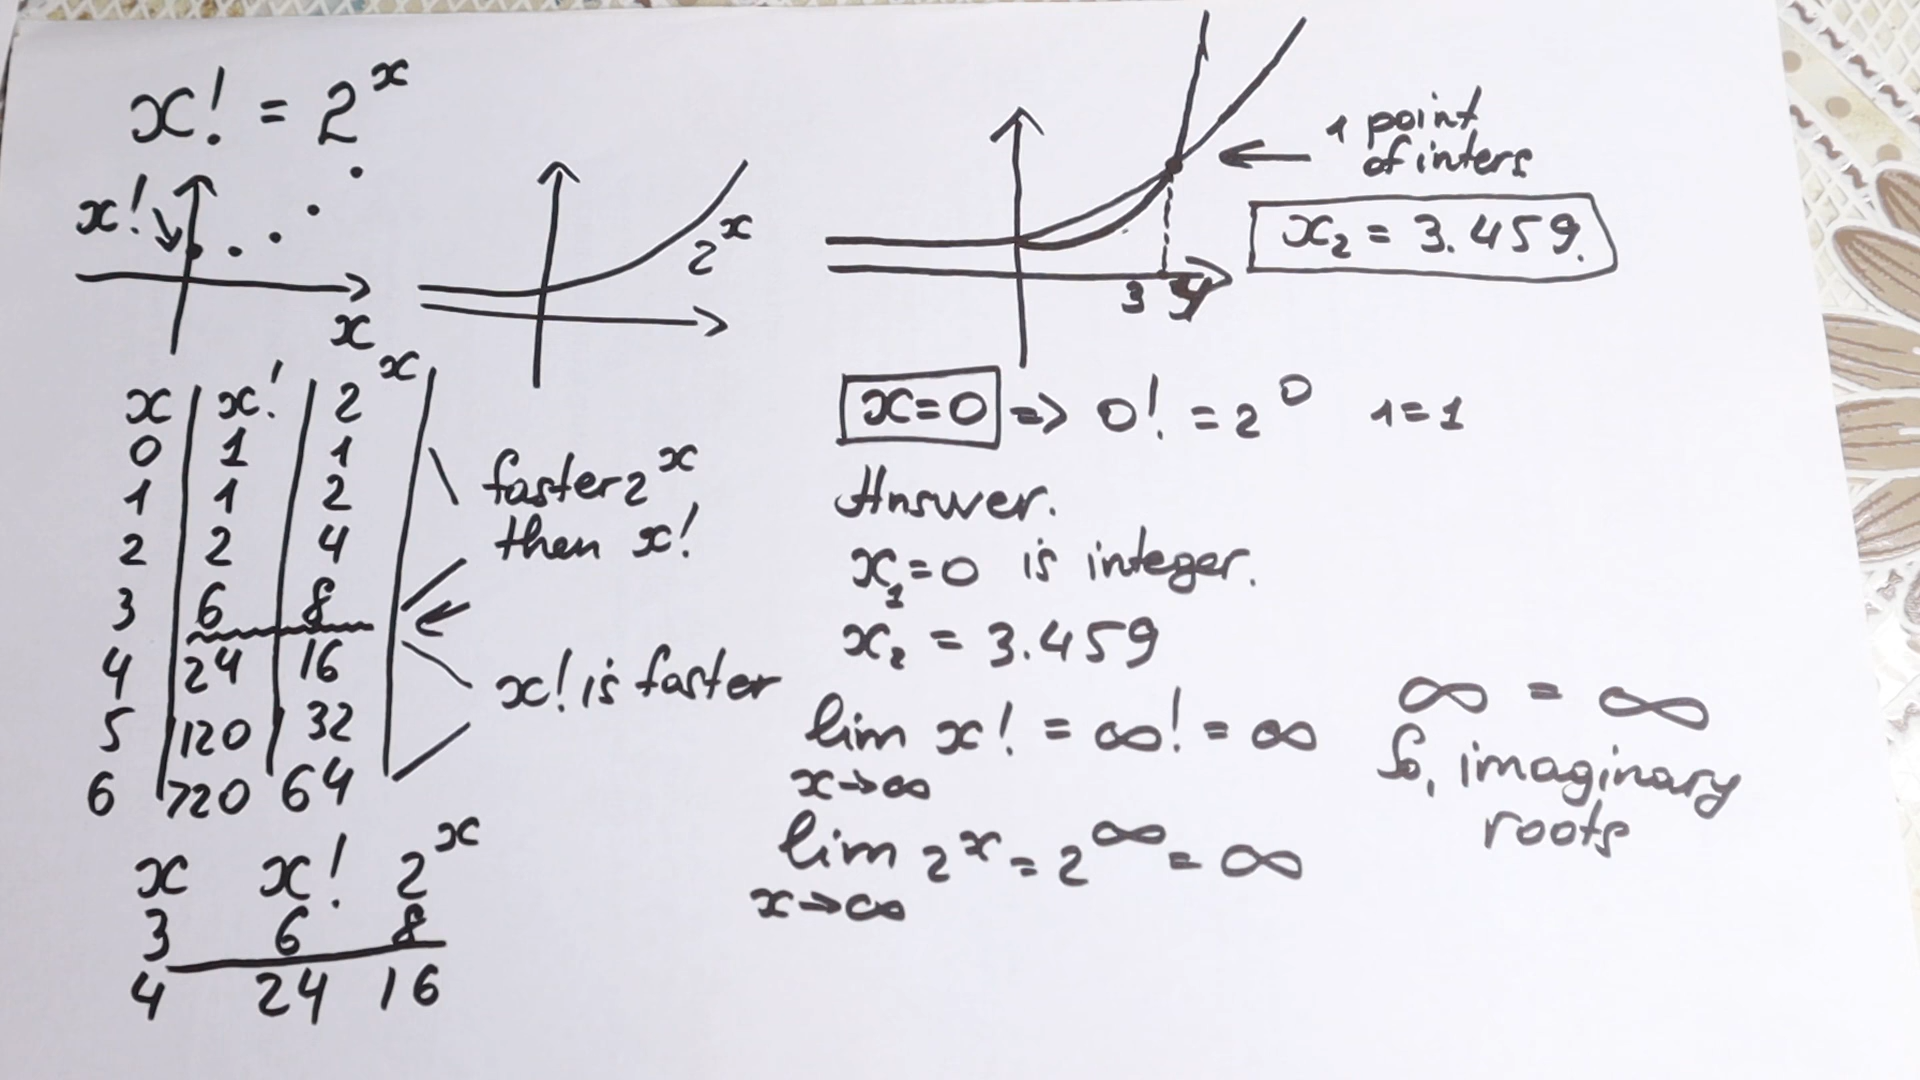 x! = 2^x
x!
x
2^x
x | x! | 2^x
0 | 1 | 1
1 | 1 | 2
2 | 2 | 4
3 | 6 | 8
4 | 24 | 16
5 | 120 | 32
6 | 720 | 64
faster 2^x
then x!
x! is faster
x x! 2^x
3 6 8
4 24 16
1 point
of inters
x₂ = 3.459.
3
x=0 => 0! = 2^0 1=1
Answer.
x₁=0 is integer.
x₂ = 3.459
lim x! = ∞! = ∞
x→∞
lim 2^x = 2^∞ = ∞
x→∞
∞ = ∞
So, imaginary
roots